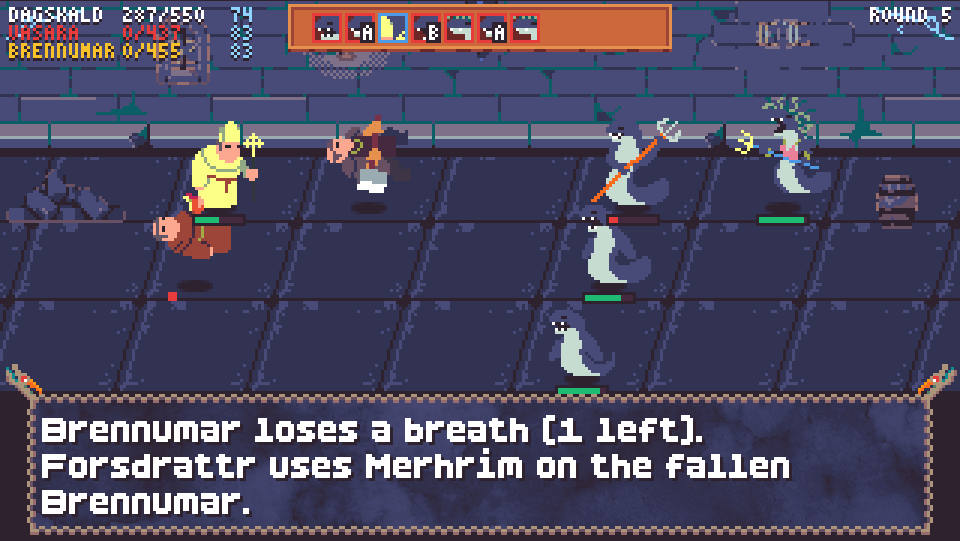 DAGSKALD 287/550 74
VASARA 0/437 83
BRENNUMAR 0/455 83
A B A
ROUND 5
Brennumar loses a breath (1 left).
Forsdrattr uses Merhrim on the fallen
Brennumar.